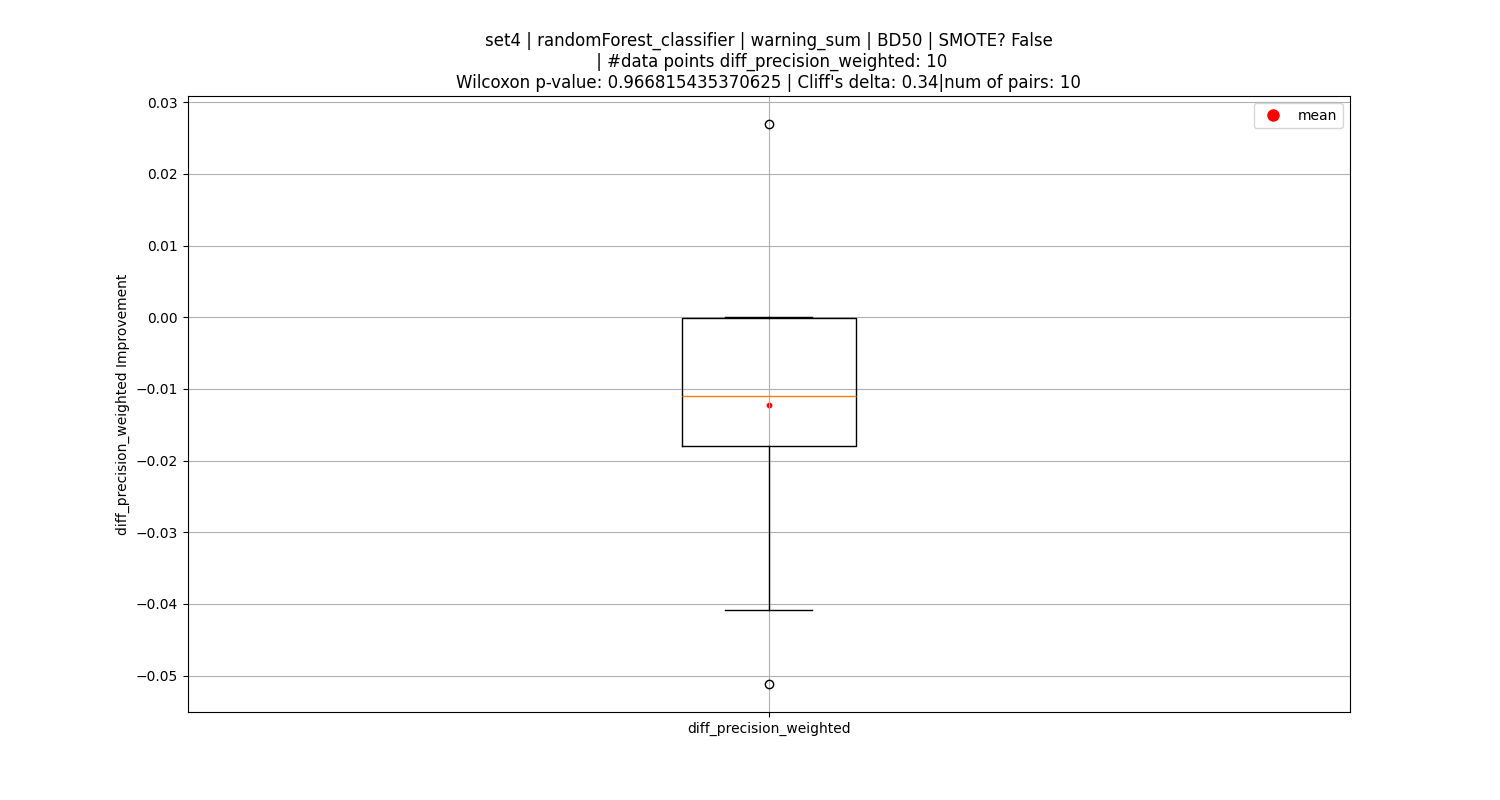 set4 | randomForest_classifier | warning_sum | BD50 | SMOTE? False
| #data points diff_precision_weighted: 10
Wilcoxon p-value: 0.966815435370625 | Cliff's delta: 0.34|num of pairs: 10
mean
0.03
0.02
0.01
0.00
−0.01
−0.02
−0.03
−0.04
−0.05
diff_precision_weighted Improvement
diff_precision_weighted